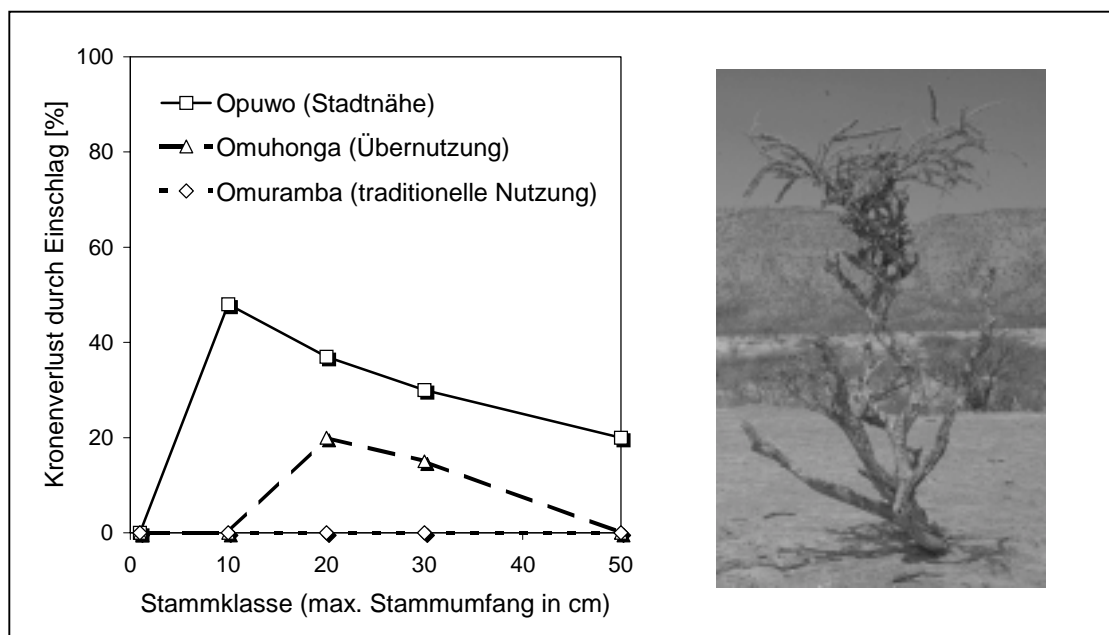 Kronenverlust durch Einschlag [%]
100
80
60
40
20
0
Opuwo (Stadtnähe)
Omuhonga (Übernutzung)
Omuramba (traditionelle Nutzung)
0 10 20 30 40 50
Stammklasse (max. Stammumfang in cm)